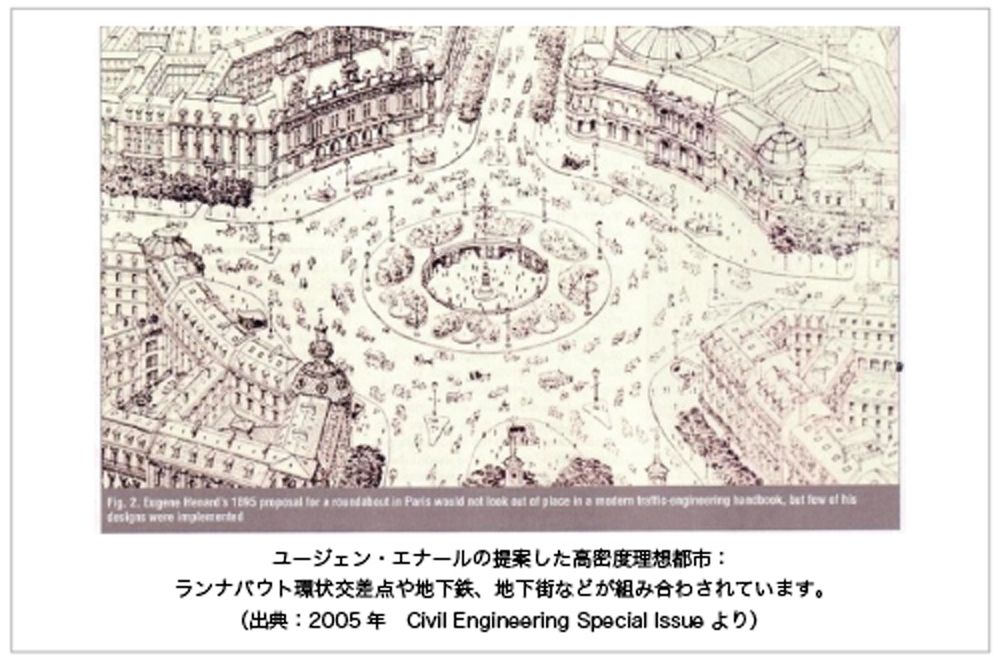 Fig. 2. Eugene Henard's 1895 proposal for a roundabout in Paris would not look out of place in a modern traffic-engineering handbook, but few of his
designs were implemented
ユージェン・エナールの提案した高密度理想都市：
ランナバウト環状交差点や地下鉄、地下街などが組み合わされています。
（出典：2005年　Civil Engineering Special Issue より）